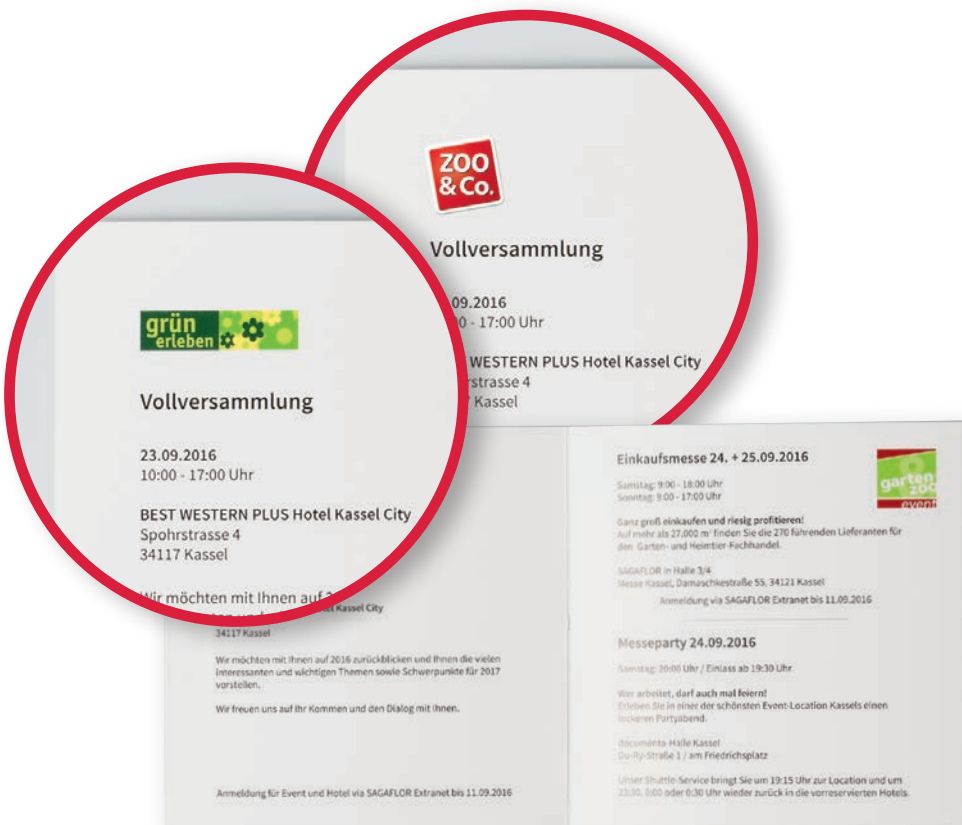 ZOO
& Co.
Vollversammlung
09.2016
0 - 17:00 Uhr
WESTERN PLUS Hotel Kassel City
rstrasse 4
Kassel
grün
erleben
Vollversammlung
23.09.2016
10:00 - 17:00 Uhr
BEST WESTERN PLUS Hotel Kassel City
Spohrstrasse 4
34117 Kassel
Wir möchten mit Ihnen auf
Kassel City
34117 Kassel
Wir möchten mit Ihnen auf 2016 zurückblicken und Ihnen die vielen
interessanten und wichtigen Themen sowie Schwerpunkte für 2017
vorstellen.
Wir freuen uns auf Ihr Kommen und den Dialog mit Ihnen.
Anmeldung für Event und Hotel via SAGAFLOR Extranet bis 11.09.2016
Einkaufsmesse 24. + 25.09.2016
garten
zoo
event
Samstag: 9:00 - 18:00 Uhr
Sonntag: 9:00 - 17:00 Uhr
Ganz groß einkaufen und riesig profitieren!
Auf mehr als 27.000 m² finden Sie die 270 führenden Lieferanten für
den Garten- und Heimtier-Fachhandel.
SAGAFLOR in Halle 3/4
Messe Kassel, Damaschkestraße 55, 34121 Kassel
Anmeldung via SAGAFLOR Extranet bis 11.09.2016
Messeparty 24.09.2016
Samstag: 20:00 Uhr / Einlass ab 19:30 Uhr
Wer arbeitet, darf auch mal feiern!
Erleben Sie in einer der schönsten Event-Location Kassels einen
leckeren Partyabend.
documenta-Halle Kassel
Du-Ry-Straße 1 / am Friedrichsplatz
Unser Shuttle-Service bringt Sie um 19:15 Uhr zur Location und um
23:30, 0:00 oder 0:30 Uhr wieder zurück in die vorreservierten Hotels.